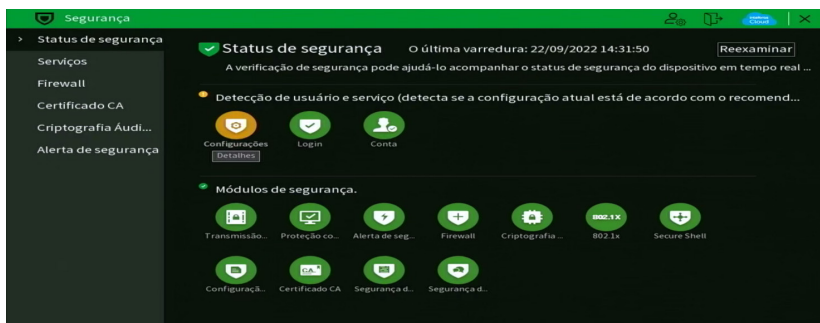 Segurança
Intelbras Cloud
Status de segurança
Serviços
Firewall
Certificado CA
Criptografia Áudi...
Alerta de segurança
Status de segurança O última varredura: 22/09/2022 14:31:50 Reexaminar
A verificação de segurança pode ajudá-lo acompanhar o status de segurança do dispositivo em tempo real ...
Detecção de usuário e serviço (detecta se a configuração atual está de acordo com o recomend...
Configurações Login Conta
Detalhes
Módulos de segurança.
802.1X
Transmissão... Proteção co... Alerta de seg... Firewall Criptografia ... 802.1x Secure Shell
CA
Configuraçã... Certificado CA Segurança d... Segurança d...